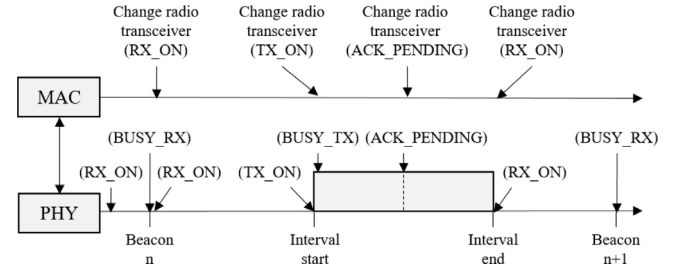 Change radio
transceiver
(RX_ON)
Change radio
transceiver
(TX_ON)
Change radio
transceiver
(ACK_PENDING)
Change radio
transceiver
(RX_ON)
MAC
(BUSY_RX)
(BUSY_TX)
(ACK_PENDING)
(BUSY_RX)
(RX_ON)
(RX_ON)
(TX_ON)
(RX_ON)
PHY
Beacon
n
Interval
start
Interval
end
Beacon
n+1